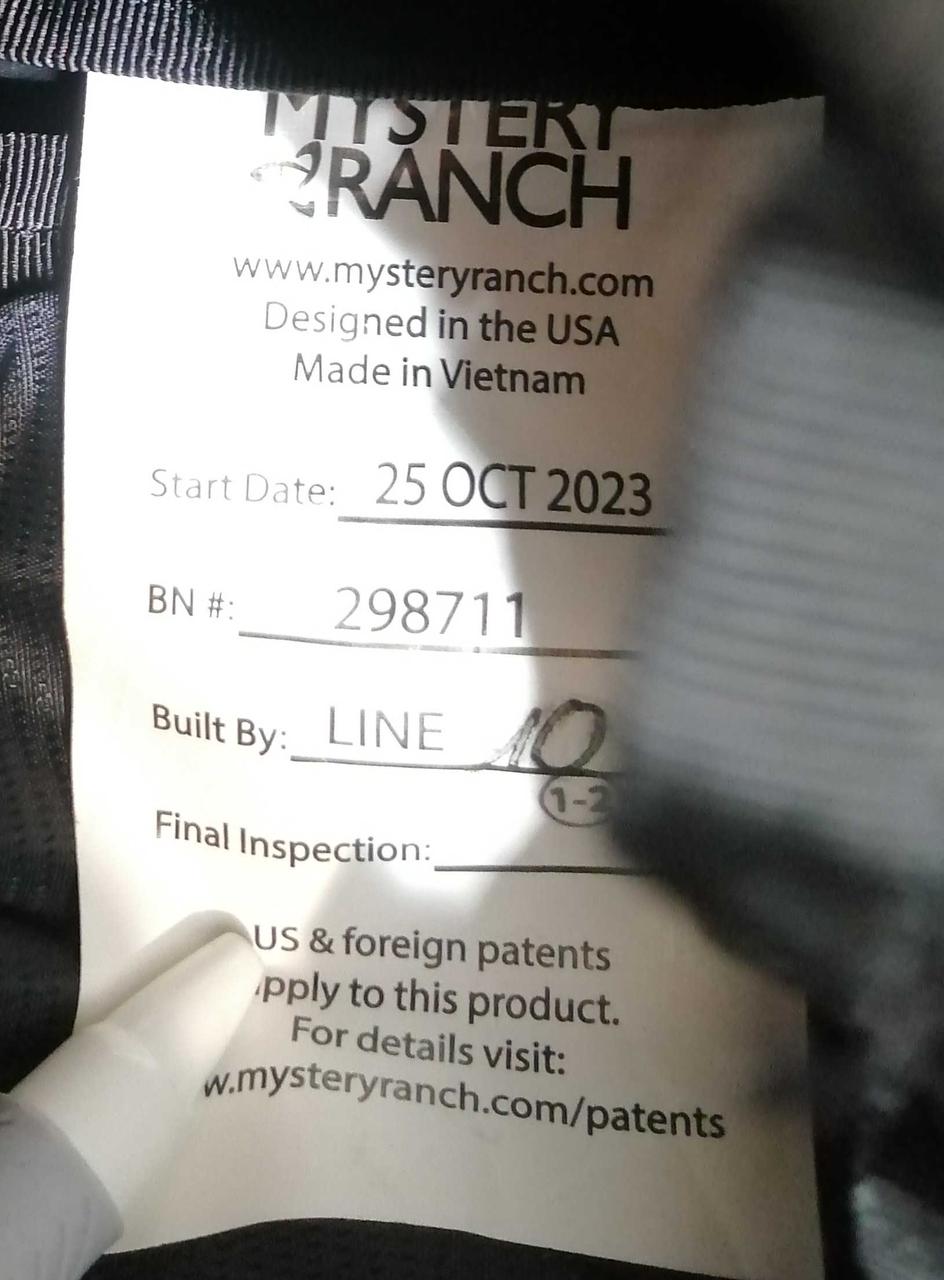 MYSTERY
RANCH
www.mysteryranch.com
Designed in the USA
Made in Vietnam
Start Date: 25 OCT 2023
BN #: 298711
Built By: LINE 10
1-2
Final Inspection:
US & foreign patents
pply to this product.
For details visit:
w.mysteryranch.com/patents